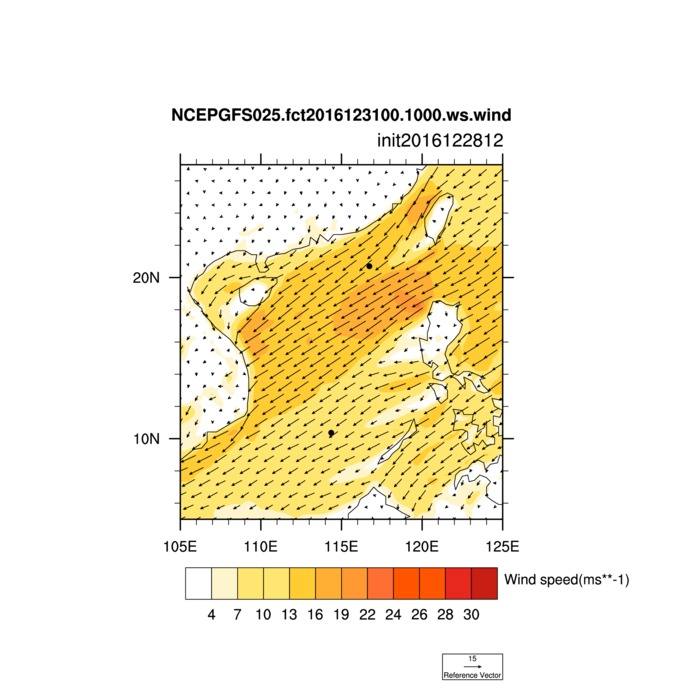 NCEPGFS025.fct2016123100.1000.ws.wind
init2016122812
20N
10N
105E 110E 115E 120E 125E
Wind speed(ms**-1)
4 7 10 13 16 19 22 24 26 28 30
15
Reference Vector